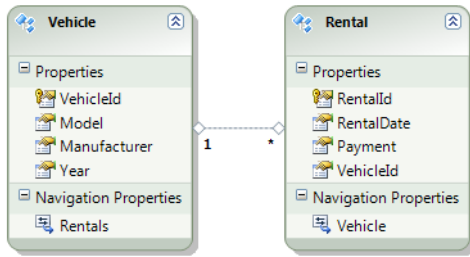 Vehicle
Properties
VehicleId
Model
Manufacturer
Year
Navigation Properties
Rentals
1
*
Rental
Properties
RentalId
RentalDate
Payment
VehicleId
Navigation Properties
Vehicle